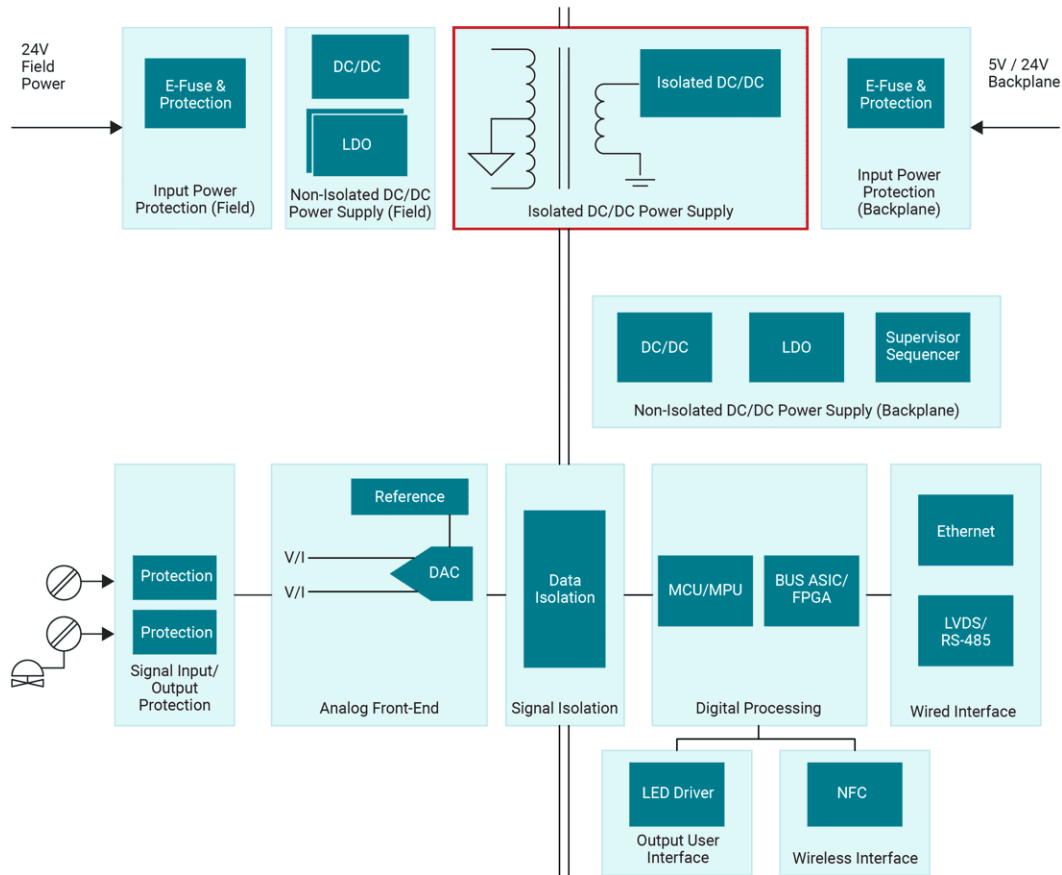 24V
Field
Power
E-Fuse &
Protection
Input Power
Protection (Field)
DC/DC
LDO
Non-Isolated DC/DC
Power Supply (Field)
Isolated DC/DC
Isolated DC/DC Power Supply
E-Fuse &
Protection
Input Power
Protection
(Backplane)
5V / 24V
Backplane
DC/DC
LDO
Supervisor
Sequencer
Non-Isolated DC/DC Power Supply (Backplane)
Protection
Protection
Signal Input/
Output
Protection
Reference
V/I
V/I
DAC
Analog Front-End
Data
Isolation
Signal Isolation
MCU/MPU
BUS ASIC/
FPGA
Digital Processing
Ethernet
LVDS/
RS-485
Wired Interface
LED Driver
Output User
Interface
NFC
Wireless Interface